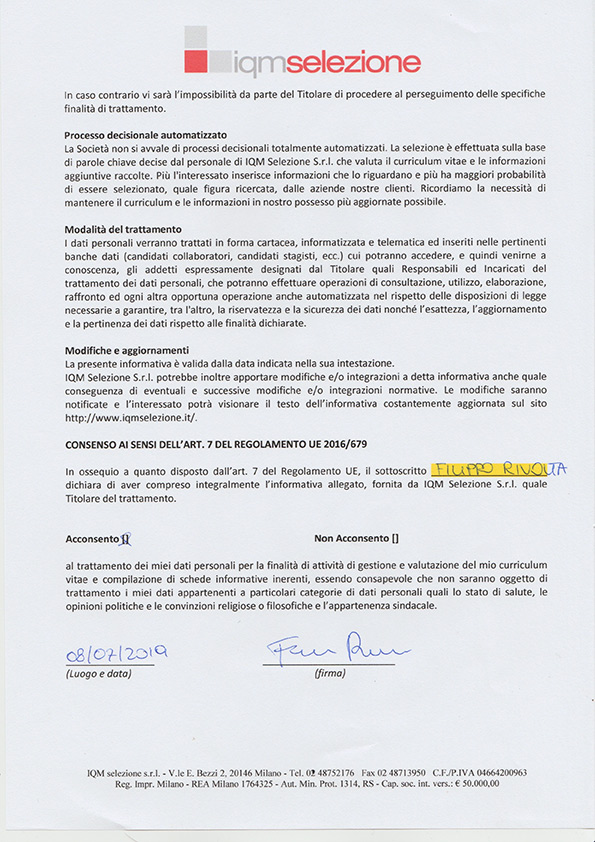 iqmselezione
In caso contrario vi sarà l'impossibilità da parte del Titolare di procedere al perseguimento delle specifiche
finalità di trattamento.
Processo decisionale automatizzato
La Società non si avvale di processi decisionali totalmente automatizzati. La selezione è effettuata sulla base
di parole chiave decise dal personale di IQM Selezione S.r.l. che valuta il curriculum vitae e le informazioni
aggiuntive raccolte. Più l'interessato inserisce informazioni che lo riguardano e più ha maggiori probabilità
di essere selezionato, quale figura ricercata, dalle aziende nostre clienti. Ricordiamo la necessità di
mantenere il curriculum e le informazioni in nostro possesso più aggiornate possibile.
Modalità del trattamento
I dati personali verranno trattati in forma cartacea, informatizzata e telematica ed inseriti nelle pertinenti
banche dati (candidati collaboratori, candidati stagisti, ecc.) cui potranno accedere, e quindi venirne a
conoscenza, gli addetti espressamente designati dal Titolare quali Responsabili ed Incaricati del
trattamento dei dati personali, che potranno effettuare operazioni di consultazione, utilizzo, elaborazione,
raffronto ed ogni altra opportuna operazione anche automatizzata nel rispetto delle disposizioni di legge
necessarie a garantire, tra l'altro, la riservatezza e la sicurezza dei dati nonché l'esattezza, l'aggiornamento
e la pertinenza dei dati rispetto alle finalità dichiarate.
Modifiche e aggiornamenti
La presente informativa è valida dalla data indicata nella sua intestazione.
IQM Selezione S.r.l. potrebbe inoltre apportare modifiche e/o integrazioni a detta informativa anche quale
conseguenza di eventuali e successive modifiche e/o integrazioni normative. Le modifiche saranno
notificate e l'interessato potrà visionare il testo dell'informativa costantemente aggiornata sul sito
http://www.iqmselezione.it/.
CONSENSO AI SENSI DELL'ART. 7 DEL REGOLAMENTO UE 2016/679
In ossequio a quanto disposto dall'art. 7 del Regolamento UE, il sottoscritto FILIPPO RIVOLTA
dichiara di aver compreso integralmente l'informativa allegato, fornita da IQM Selezione S.r.l. quale
Titolare del trattamento.
Acconsento [] Non Acconsento []
al trattamento dei miei dati personali per la finalità di attività di gestione e valutazione del mio curriculum
vitae e compilazione di schede informative inerenti, essendo consapevole che non saranno oggetto di
trattamento i miei dati appartenenti a particolari categorie di dati personali quali lo stato di salute, le
opinioni politiche e le convinzioni religiose o filosofiche e l'appartenenza sindacale.
08/07/2019
(Luogo e data) (firma)
IQM selezione s.r.l. - V.le E. Bezzi 2, 20146 Milano - Tel. 02 48752176 Fax 02 48713950 C.F./P.IVA 04664200963
Reg. Impr. Milano - REA Milano 1764325 - Aut. Min. Prot. 1314, RS - Cap. soc. int. vers.: € 50.000,00